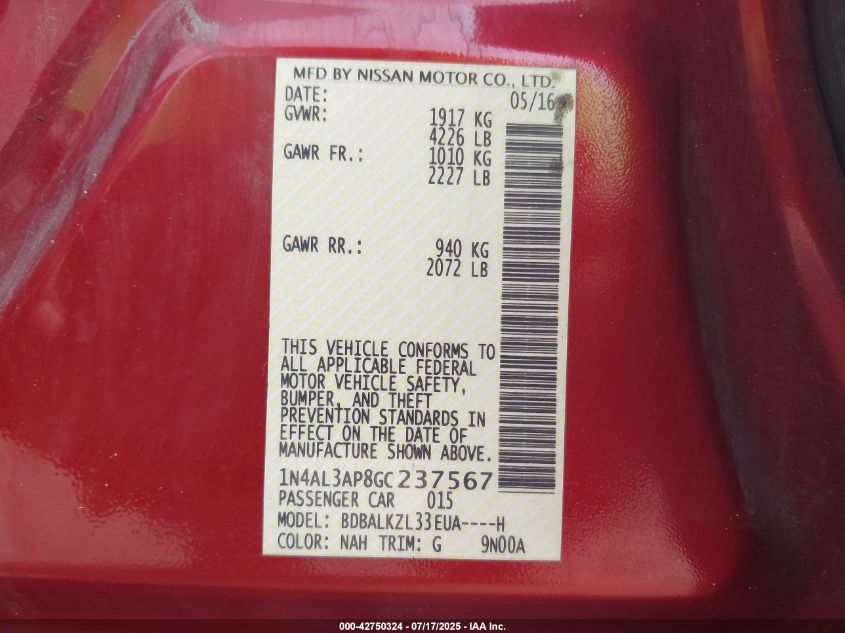 MFD BY NISSAN MOTOR CO., LTD.
DATE: 05/16
GVWR: 1917 KG
4226 LB
GAWR FR.: 1010 KG
2227 LB
GAWR RR.: 940 KG
2072 LB
THIS VEHICLE CONFORMS TO
ALL APPLICABLE FEDERAL
MOTOR VEHICLE SAFETY,
BUMPER, AND THEFT
PREVENTION STANDARDS IN
EFFECT ON THE DATE OF
MANUFACTURE SHOWN ABOVE.
1N4AL3AP8GC237567
PASSENGER CAR 015
MODEL: BDBALKZL33EUA----H
COLOR: NAH TRIM: G 9N00A
000-42750324 - 07/17/2025 - IAA Inc.